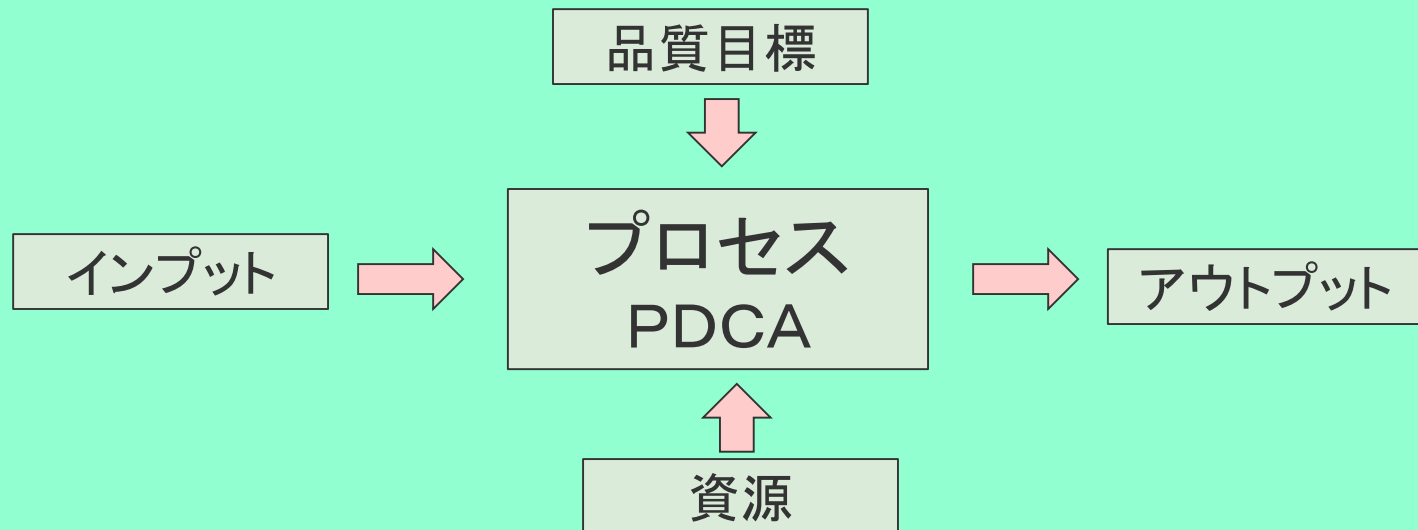 品質目標
インプット
プロセス
ＰＤＣＡ
アウトプット
資源